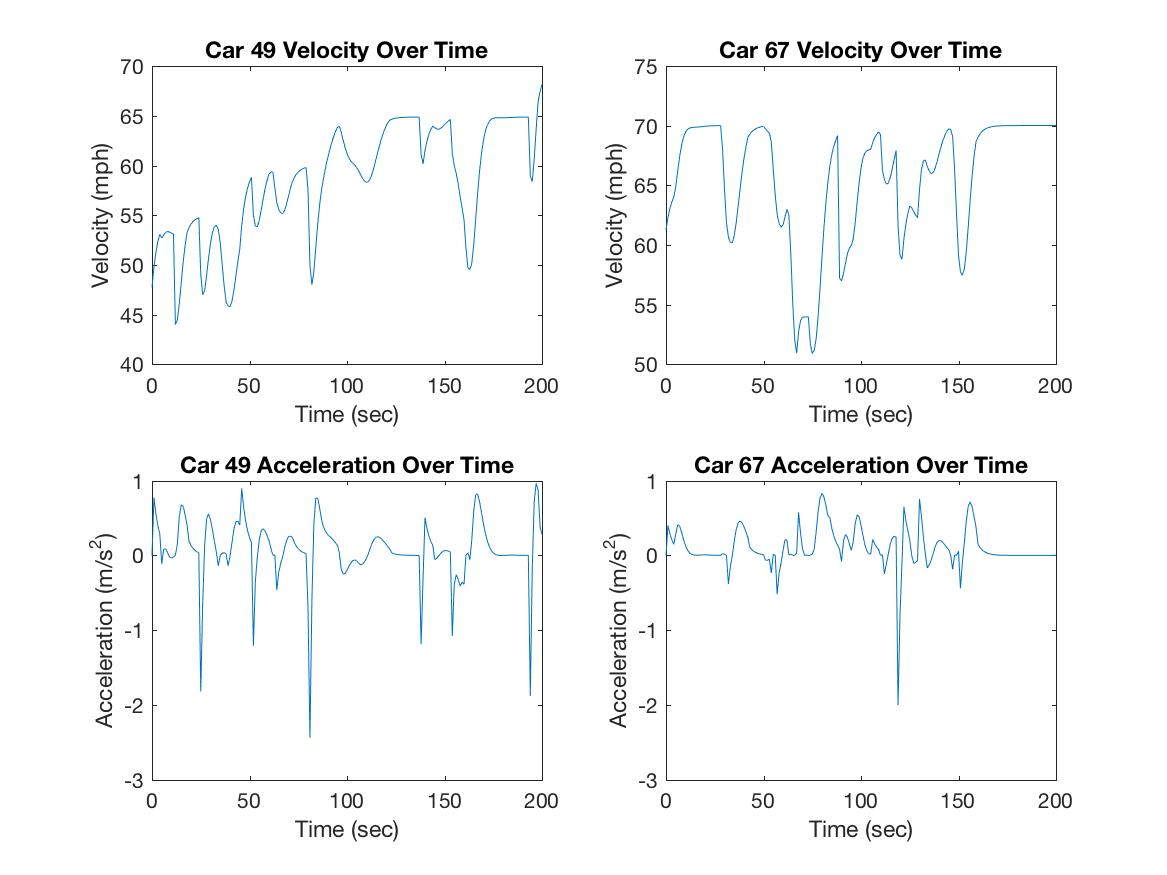 Car 49 Velocity Over Time
70
65
60
55
50
45
40
Velocity (mph)
0 50 100 150 200
Time (sec)
Car 67 Velocity Over Time
75
70
65
60
55
50
Velocity (mph)
0 50 100 150 200
Time (sec)
Car 49 Acceleration Over Time
1
0
-1
-2
-3
Acceleration (m/s²)
0 50 100 150 200
Time (sec)
Car 67 Acceleration Over Time
1
0
-1
-2
-3
Acceleration (m/s²)
0 50 100 150 200
Time (sec)